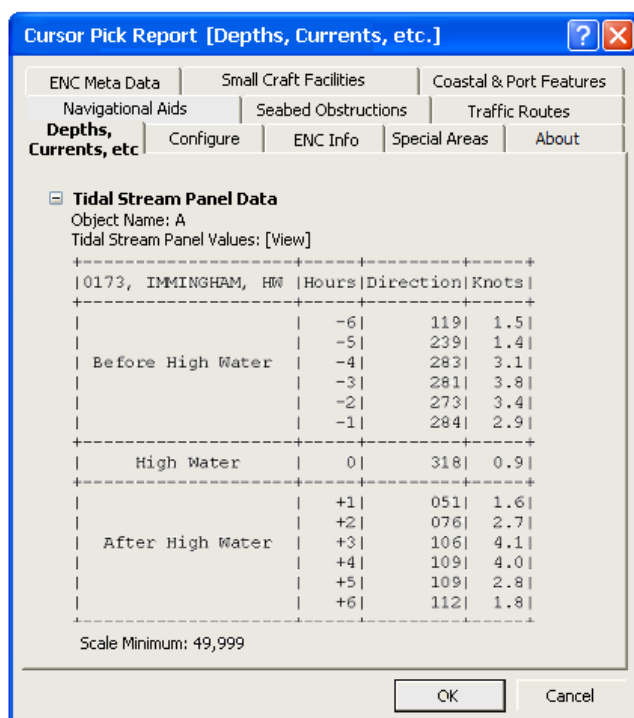 Cursor Pick Report [Depths, Currents, etc.]
ENC Meta Data Small Craft Facilities Coastal & Port Features
Navigational Aids Seabed Obstructions Traffic Routes
Depths, Currents, etc Configure ENC Info Special Areas About
Tidal Stream Panel Data
Object Name: A
Tidal Stream Panel Values: [View]
+-----------------------+-----+---------+-----+
|0173, IMMINGHAM, HW |Hours|Direction|Knots|
+-----------------------+-----+---------+-----+
| | -6| 119| 1.5|
| | -5| 239| 1.4|
| Before High Water | -4| 283| 3.1|
| | -3| 281| 3.8|
| | -2| 273| 3.4|
| | -1| 284| 2.9|
+-----------------------+-----+---------+-----+
| High Water | 0| 318| 0.9|
+-----------------------+-----+---------+-----+
| | +1| 051| 1.6|
| | +2| 076| 2.7|
| After High Water | +3| 106| 4.1|
| | +4| 109| 4.0|
| | +5| 109| 2.8|
| | +6| 112| 1.8|
+-----------------------+-----+---------+-----+
Scale Minimum: 49,999
OK Cancel